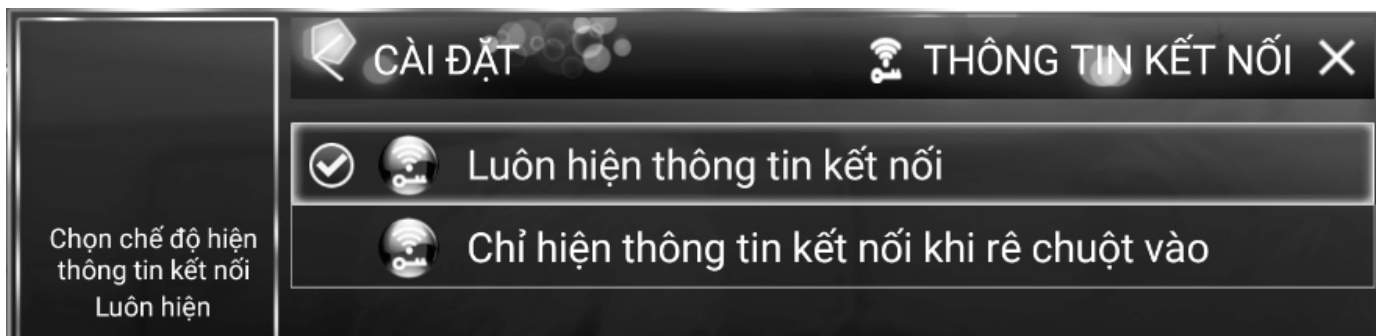 CÀI ĐẶT
THÔNG TIN KẾT NỐI
Luôn hiện thông tin kết nối
Chỉ hiện thông tin kết nối khi rê chuột vào
Chọn chế độ hiện
thông tin kết nối
Luôn hiện